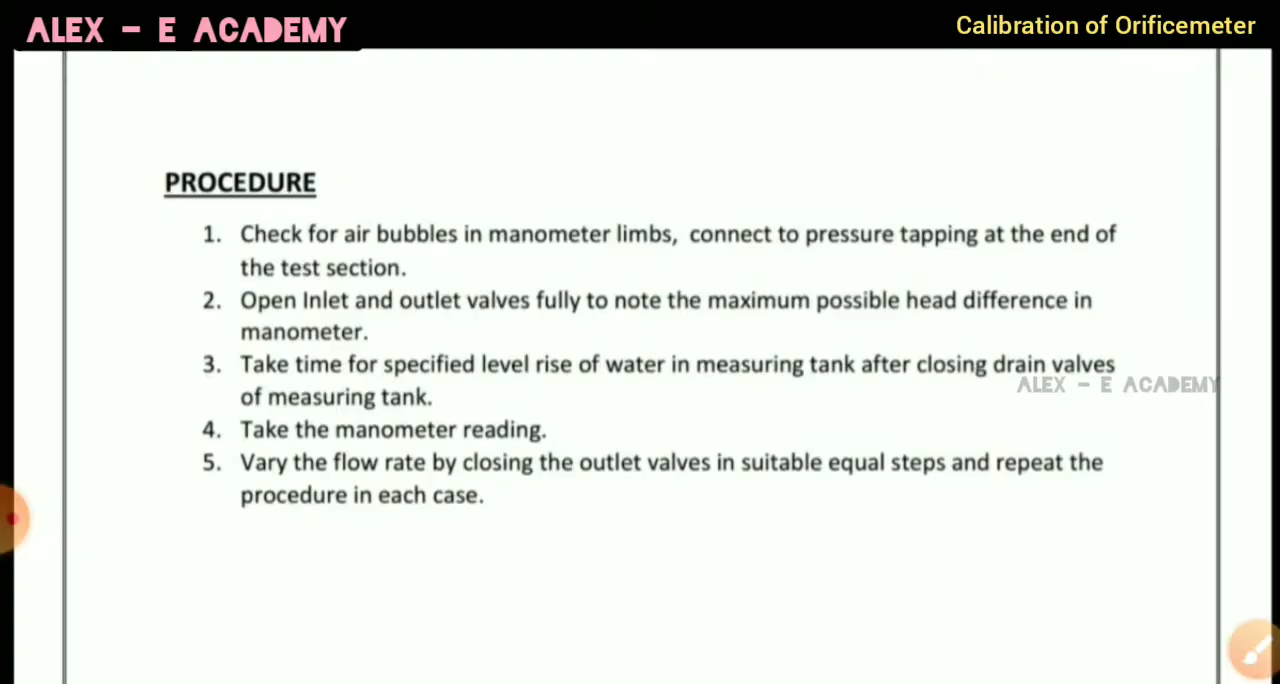 ALEX - E ACADEMY
Calibration of Orificemeter
PROCEDURE
1. Check for air bubbles in manometer limbs, connect to pressure tapping at the end of
the test section.
2. Open Inlet and outlet valves fully to note the maximum possible head difference in
manometer.
3. Take time for specified level rise of water in measuring tank after closing drain valves
of measuring tank.
ALEX - E ACADEMY
4. Take the manometer reading.
5. Vary the flow rate by closing the outlet valves in suitable equal steps and repeat the
procedure in each case.